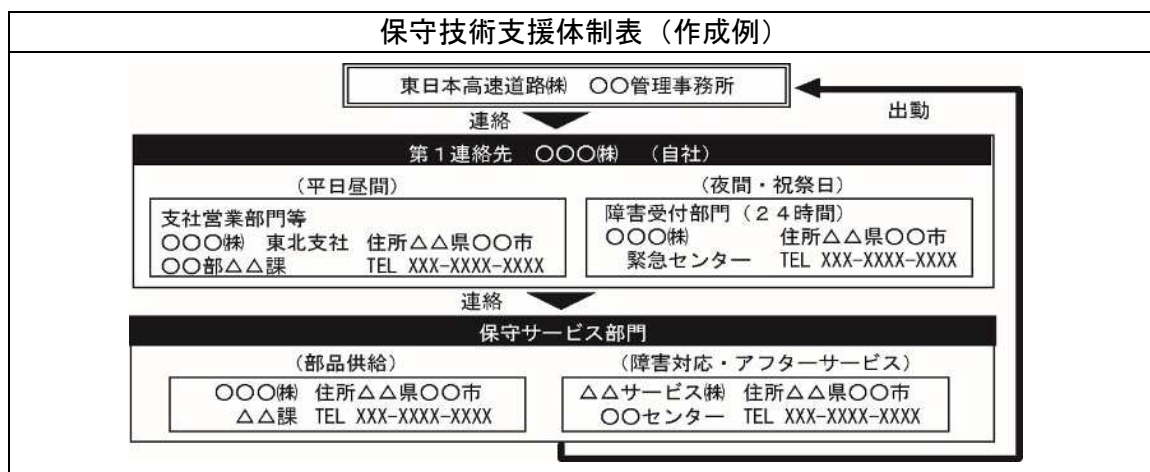 保守技術支援体制表（作成例）
東日本高速道路㈱　〇〇管理事務所
連絡
出動
第１連絡先　〇〇〇㈱　（自社）
（平日昼間）
支社営業部門等
〇〇〇㈱　東北支社　住所△△県〇〇市
〇〇部△△課　TEL XXX-XXXX-XXXX
（夜間・祝祭日）
障害受付部門（２４時間）
〇〇〇㈱　住所△△県〇〇市
緊急センター　TEL XXX-XXXX-XXXX
連絡
保守サービス部門
（部品供給）
〇〇〇㈱　住所△△県〇〇市
△△課　TEL XXX-XXXX-XXXX
（障害対応・アフターサービス）
△△サービス㈱　住所△△県〇〇市
〇〇センター　TEL XXX-XXXX-XXXX